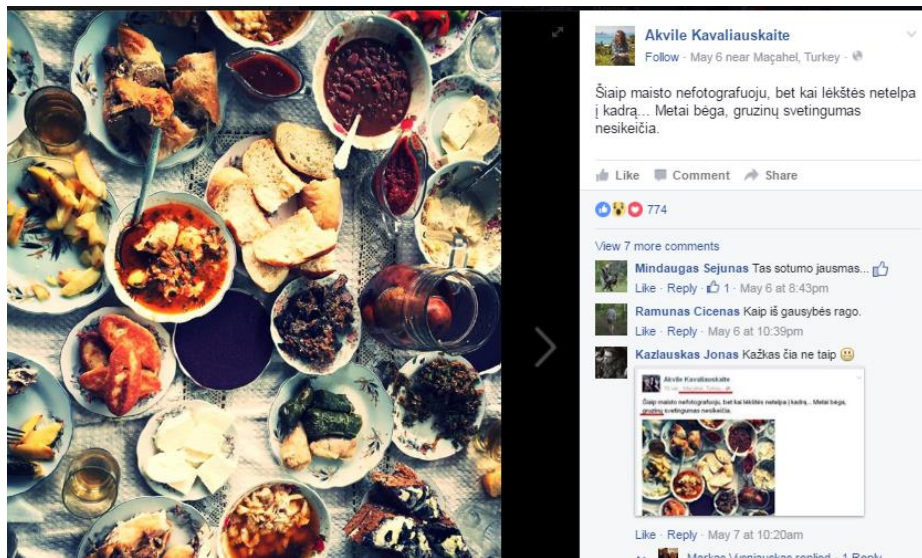 Akvile Kavaliauskaite
Follow · May 6 near Maçahel, Turkey ·
Šiaip maisto nefotografuoju, bet kai lėkštės netelpa
į kadrą... Metai bėga, gruzinų svetingumas
nesikeičia.
Like Comment Share
774
View 7 more comments
Mindaugas Sejunas Tas sotumo jausmas...
Like · Reply · 1 · May 6 at 8:43pm
Ramunas Cicenas Kaip iš gausybės rago.
Like · Reply · May 6 at 10:39pm
Kazlauskas Jonas Kažkas čia ne taip
Akvile Kavaliauskaite
Šiaip maisto nefotografuoju, bet kai lėkštės netelpa į kadrą... Metai bėga,
gruzinų svetingumas nesikeičia.
Like · Reply · May 7 at 10:20am
replied · 1 Reply